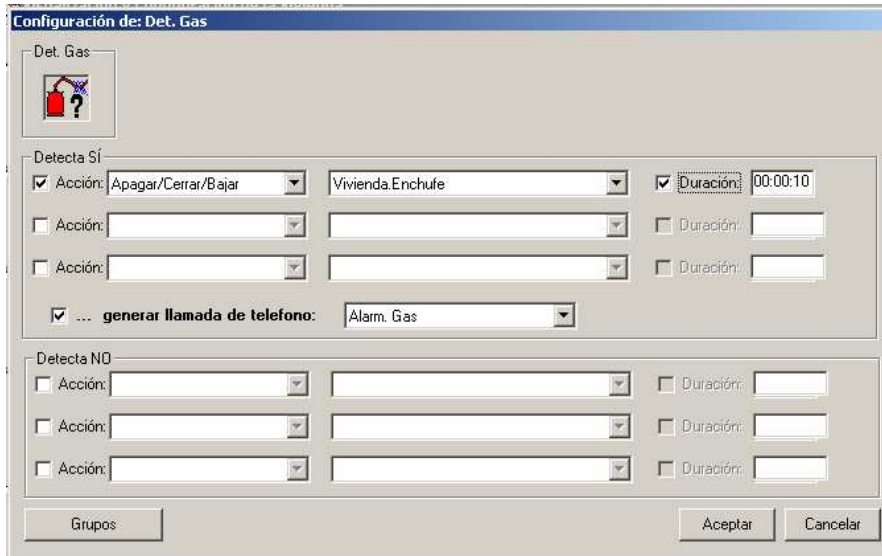 Configuración de: Det. Gas
Det. Gas
?
Detecta SÍ
Acción: Apagar/Cerrar/Bajar Vivienda.Enchufe Duración: 00:00:10
Acción: Duración:
Acción: Duración:
... generar llamada de telefono: Alarm. Gas
Detecta NO
Acción: Duración:
Acción: Duración:
Acción: Duración:
Grupos Aceptar Cancelar